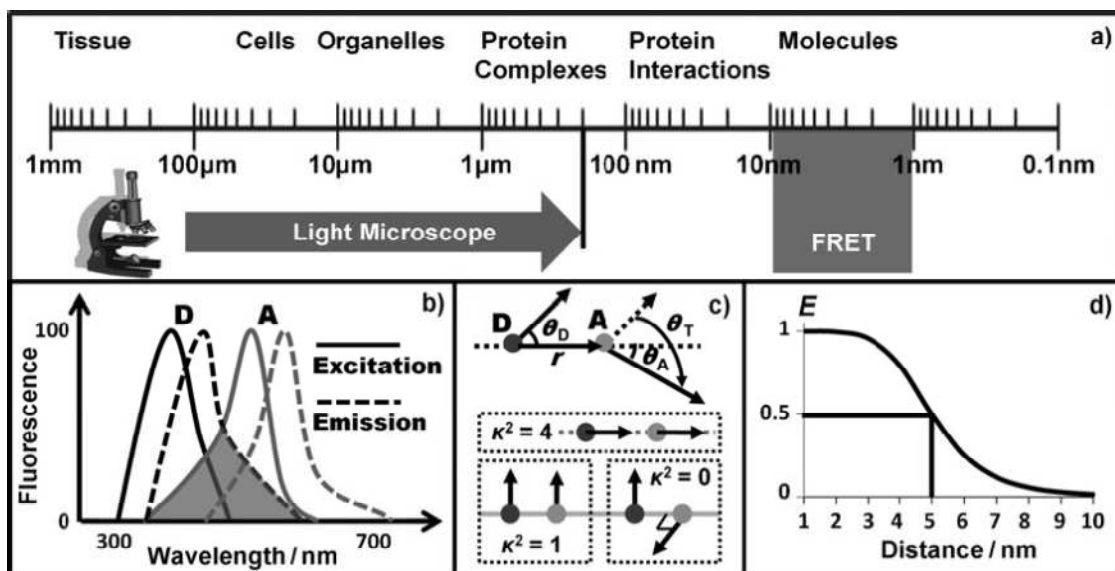 Tissue Cells Organelles Protein Complexes Protein Interactions Molecules a)
1mm 100μm 10μm 1μm 100nm 10nm 1nm 0.1nm
Light Microscope
FRET
b)
D A
100
Excitation
Emission
Fluorescence
0
300 Wavelength / nm 700
c)
D θD A θT
r θA
κ² = 4
κ² = 0
κ² = 1
d)
E
1
0.5
0
1 2 3 4 5 6 7 8 9 10
Distance / nm